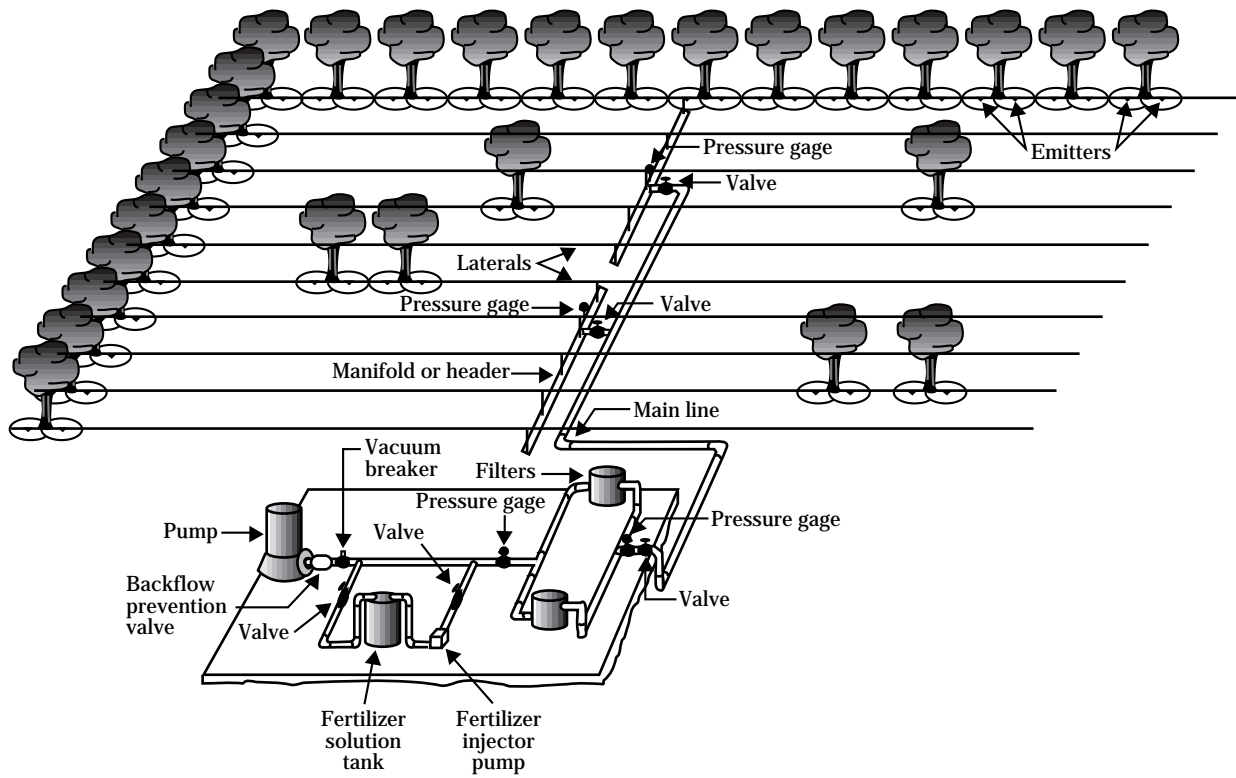 Pressure gage
Emitters
Valve
Laterals
Pressure gage
Valve
Manifold or header
Main line
Vacuum
breaker
Filters
Pressure gage
Pump
Valve
Pressure gage
Backflow
prevention
valve
Valve
Valve
Fertilizer
solution
tank
Fertilizer
injector
pump